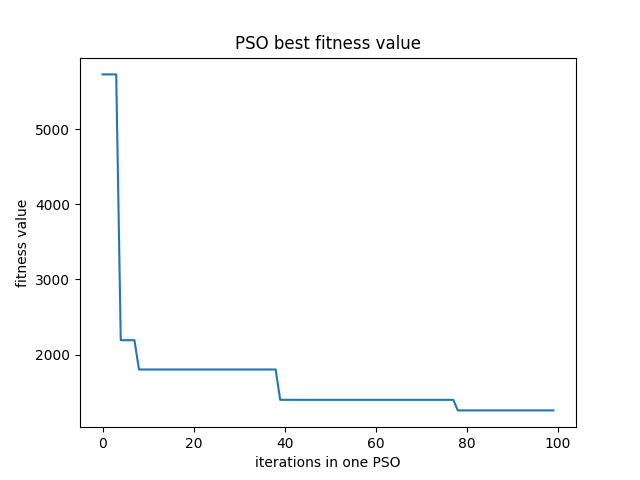 PSO best fitness value
5000
4000
3000
2000
fitness value
0 20 40 60 80 100
iterations in one PSO